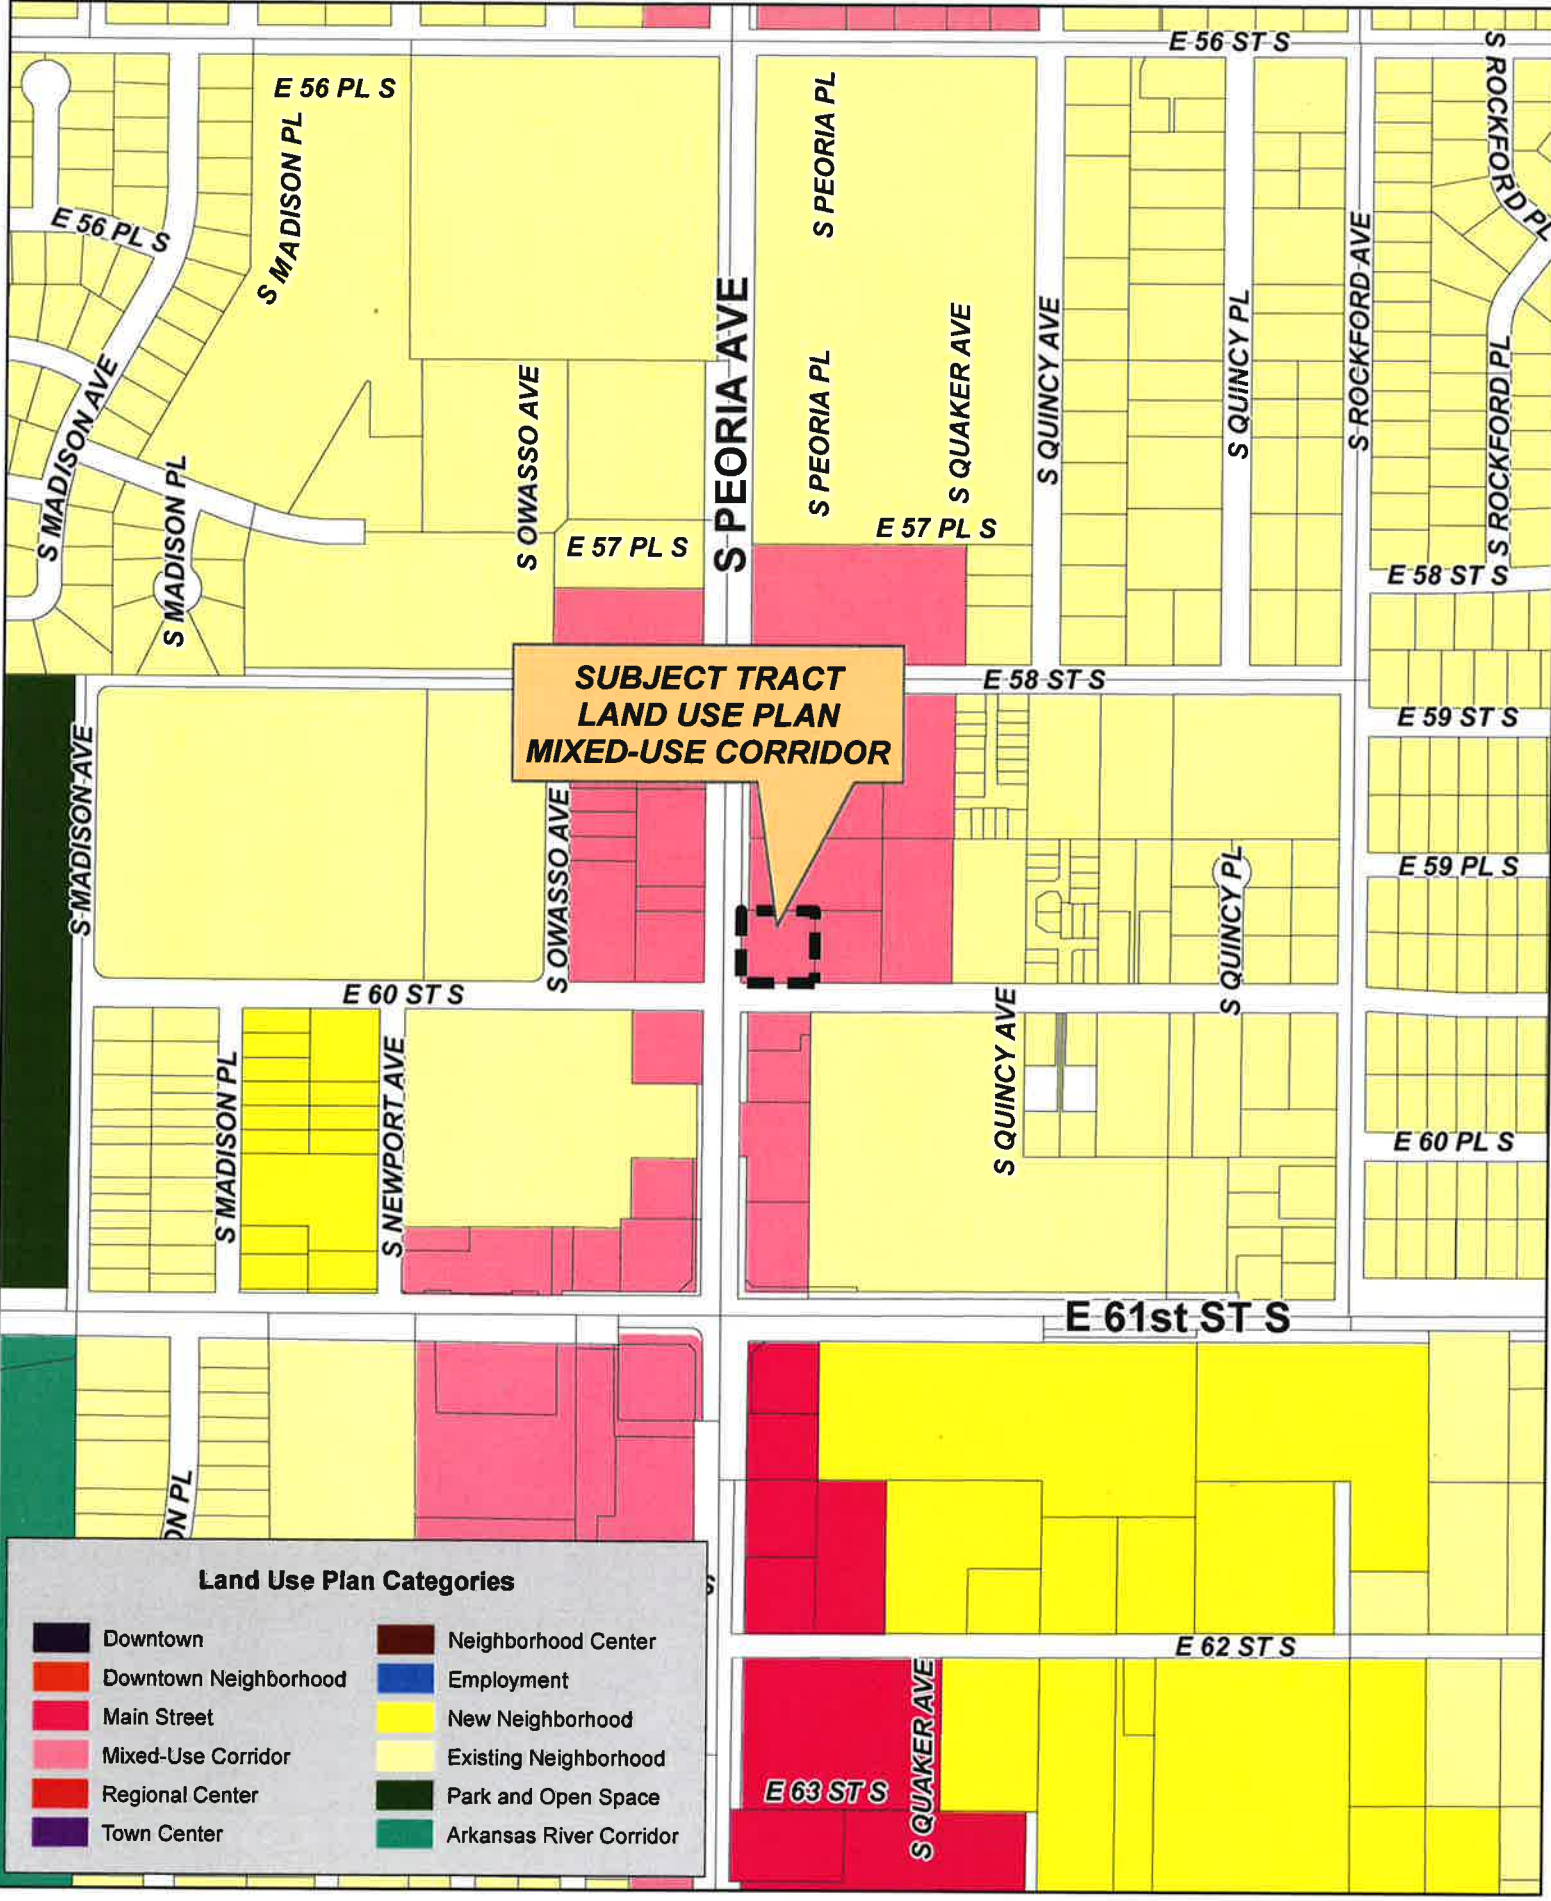 E 56 ST S
E 56 PL S
S ROCKFORD PL
S PEORIA PL
S MADISON PL
E 56 PL S
S PEORIA AVE
S QUINCY AVE
S QUINCY PL
S ROCKFORD AVE
S MADISON AVE
S OWASSO AVE
S PEORIA PL
S QUAKER AVE
S ROCKFORD PL
S MADISON PL
E 57 PL S
E 57 PL S
E 58 ST S
SUBJECT TRACT
LAND USE PLAN
MIXED-USE CORRIDOR
E 58 ST S
E 59 ST S
S MADISON AVE
S OWASSO AVE
E 59 PL S
S QUINCY PL
E 60 ST S
S MADISON PL
S NEWPORT AVE
S QUINCY AVE
E 60 PL S
E 61st ST S
ON PL
S
E 62 ST S
S QUAKER AVE
E 63 ST S
Land Use Plan Categories
Downtown
Downtown Neighborhood
Main Street
Mixed-Use Corridor
Regional Center
Town Center
Neighborhood Center
Employment
New Neighborhood
Existing Neighborhood
Park and Open Space
Arkansas River Corridor